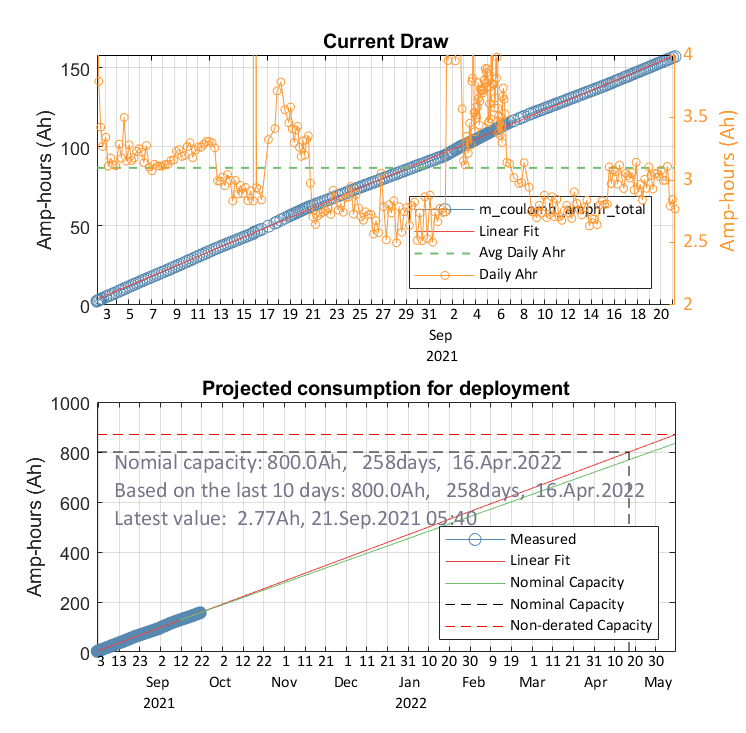 Current Draw
150
100
50
0
Amp-hours (Ah)
4
3.5
3
2.5
2
Amp-hours (Ah)
m_coulomb_amphr_total
Linear Fit
Avg Daily Ahr
Daily Ahr
3 5 7 9 11 13 15 17 19 21 23 25 27 29 31 2 4 6 8 10 12 14 16 18 20
Sep
2021
Projected consumption for deployment
1000
800
600
400
200
0
Amp-hours (Ah)
Nomial capacity: 800.0Ah, 258days, 16.Apr.2022
Based on the last 10 days: 800.0Ah, 258days, 16.Apr.2022
Latest value: 2.77Ah, 21.Sep.2021 05:40
Measured
Linear Fit
Nominal Capacity
Nominal Capacity
Non-derated Capacity
3 13 23 2 12 22 2 12 22 1 11 21 1 11 21 31 10 20 30 9 19 1 11 21 31 10 20 30
Sep Oct Nov Dec Jan Feb Mar Apr May
2021 2022